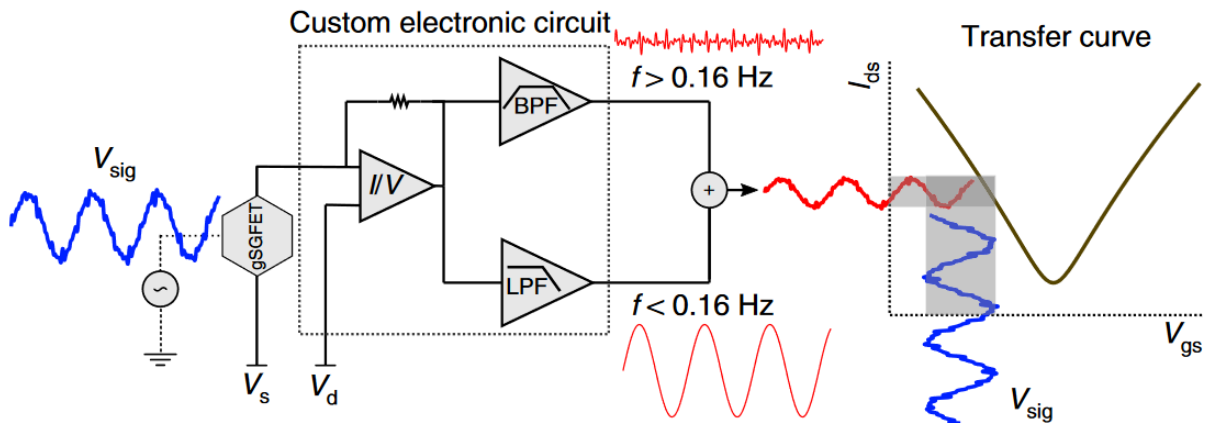 Custom electronic circuit
Transfer curve
f > 0.16 Hz
I_ds
BPF
V_sig
I/V
+
gSGFET
LPF
f < 0.16 Hz
V_gs
V_s
V_d
V_sig